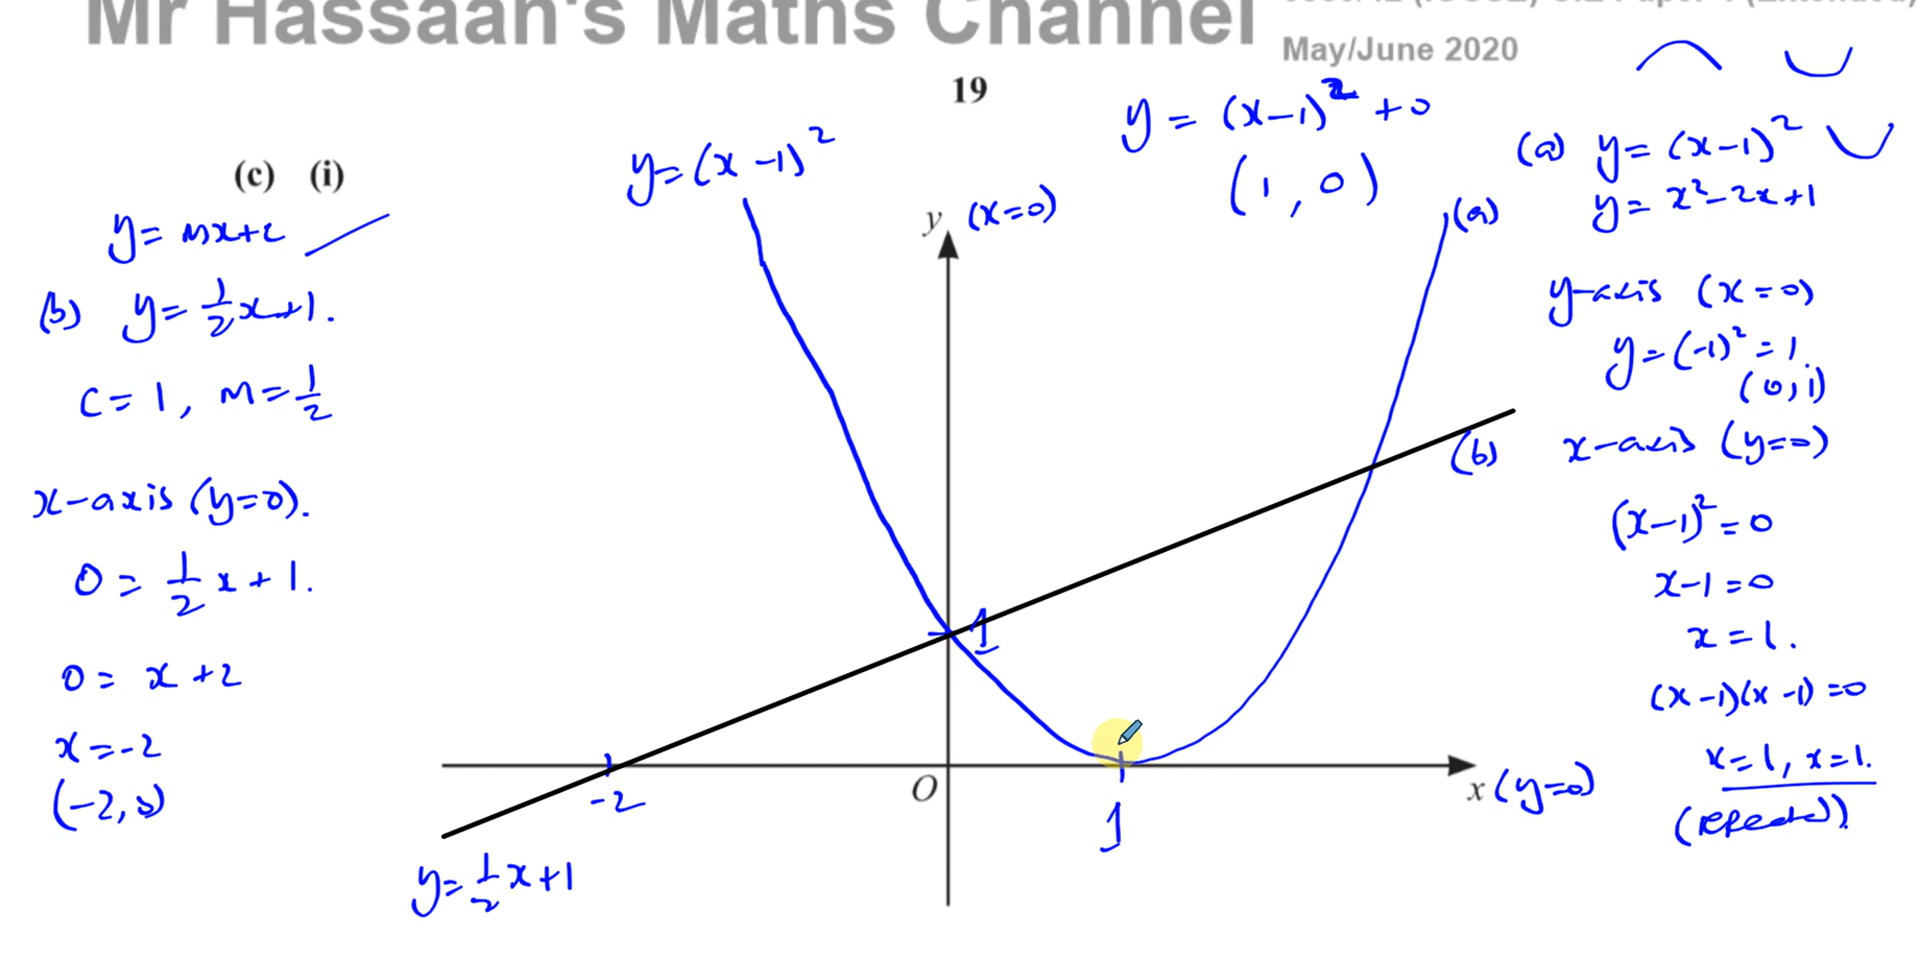 Mr Hassaan's Maths Channel
May/June 2020
19
(c) (i)
y = mx+c
(b) y = 1/2 x+1.
c = 1, m = 1/2
x-axis (y=0).
0 = 1/2 x + 1.
0 = x + 2
x = -2
(-2, 0)
y = (x -1)²
y (x=0)
y = (x-1)² + 0
(1, 0)
(a)
(b)
1
-2
O
1
x (y=0)
y = 1/2 x + 1
(a) y = (x-1)²
y = x²-2x+1
y-axis (x=0)
y = (-1)² = 1.
(0,1)
x-axis (y=0)
(x-1)² = 0
x-1 = 0
x = 1.
(x-1)(x-1) = 0
x = 1, x = 1.
(repeated)